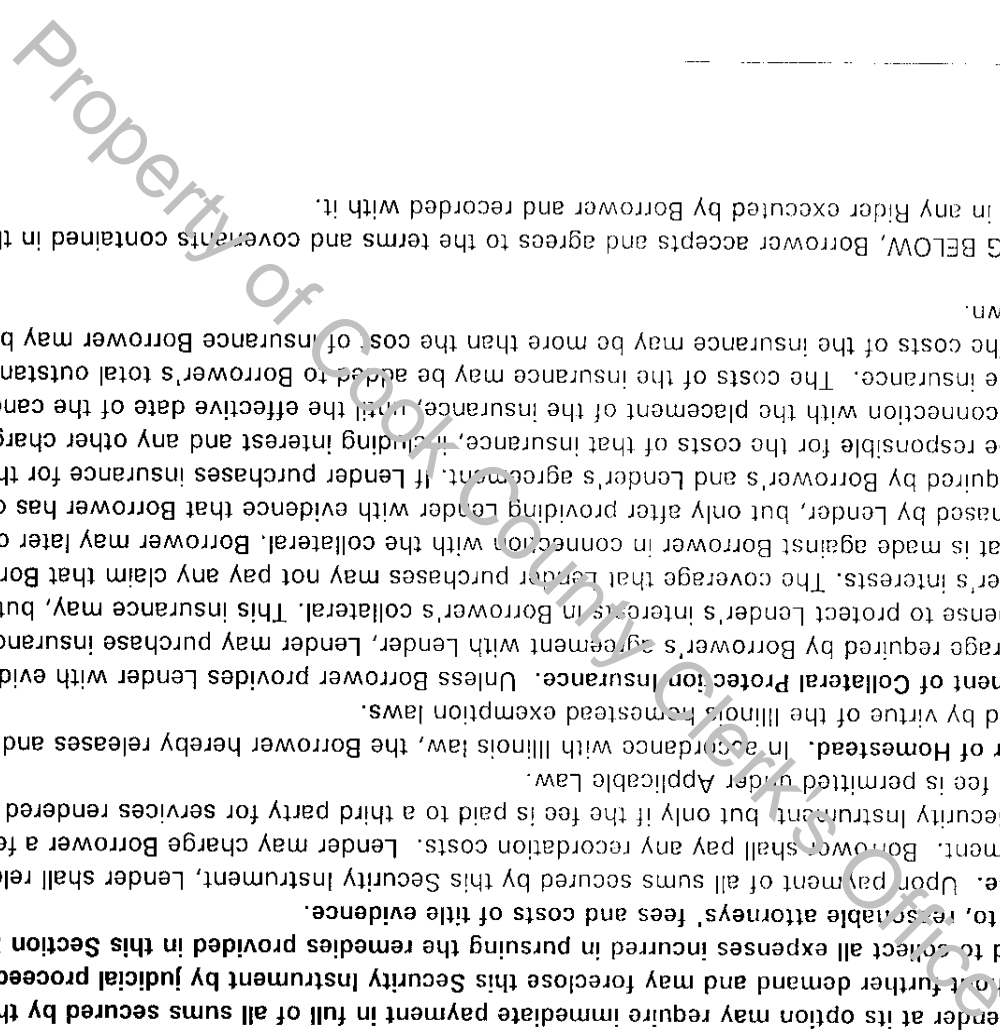 ender at its option may require immediate payment in full of all sums secured by th
out further demand and may foreclose this Security Instrument by judicial proceed
d to collect all expenses incurred in pursuing the remedies provided in this Section
to, reasonable attorneys' fees and costs of title evidence.
e. Upon payment of all sums secured by this Security Instrument, Lender shall rele
ment. Borrower shall pay any recordation costs. Lender may charge Borrower a fe
Security Instrument, but only if the fee is paid to a third party for services rendered
fee is permitted under Applicable Law.
r of Homestead. In accordance with Illinois law, the Borrower hereby releases and
d by virtue of the Illinois homestead exemption laws.
ment of Collateral Protection Insurance. Unless Borrower provides Lender with evid
rage required by Borrower's agreement with Lender, Lender may purchase insuranc
ense to protect Lender's interests in Borrower's collateral. This insurance may, but
er's interests. The coverage that Lender purchases may not pay any claim that Bor
at is made against Borrower in connection with the collateral. Borrower may later c
hased by Lender, but only after providing Lender with evidence that Borrower has o
quired by Borrower's and Lender's agreement. If Lender purchases insurance for th
e responsible for the costs of that insurance, including interest and any other charg
connection with the placement of the insurance, until the effective date of the canc
e insurance. The costs of the insurance may be added to Borrower's total outstan
he costs of the insurance may be more than the cost of insurance Borrower may b
wn.
G BELOW, Borrower accepts and agrees to the terms and covenants contained in th
in any Rider executed by Borrower and recorded with it.
Property of Cook County Clerk's Office